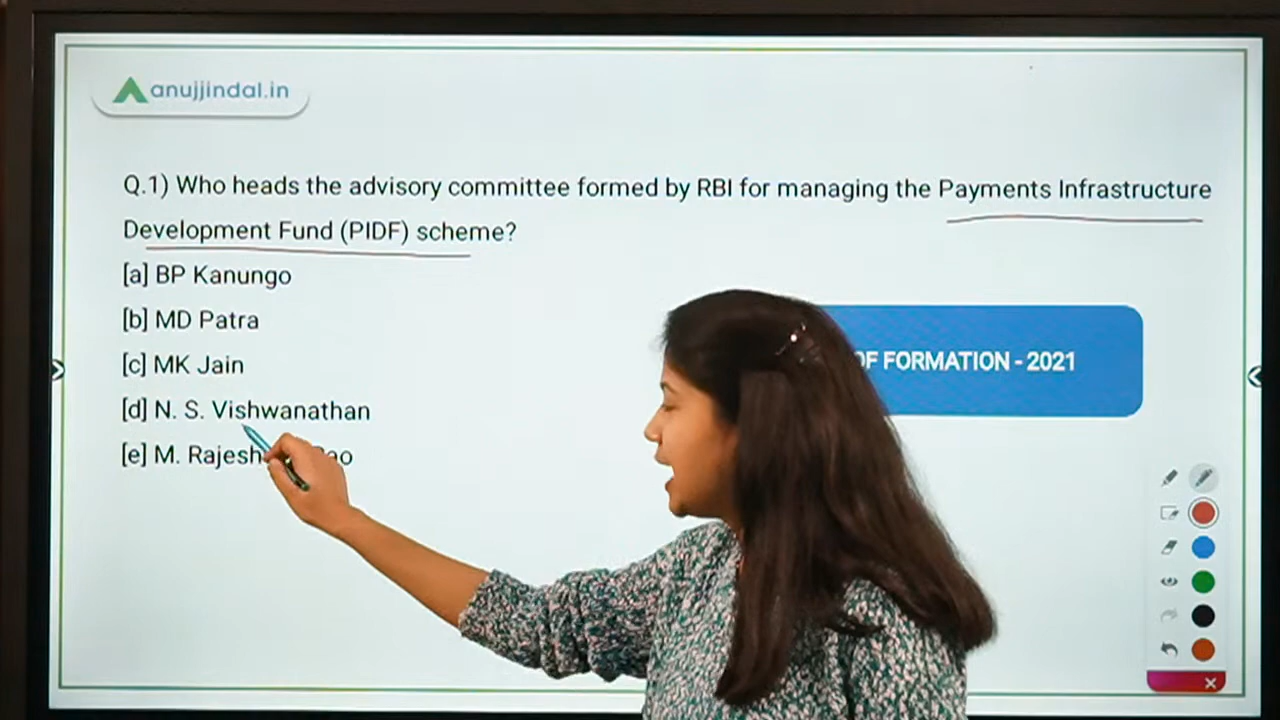 anujjindal.in
Q.1) Who heads the advisory committee formed by RBI for managing the Payments Infrastructure
Development Fund (PIDF) scheme?
[a] BP Kanungo
[b] MD Patra
[c] MK Jain
OF FORMATION - 2021
[d] N. S. Vishwanathan
[e] M. Rajesh